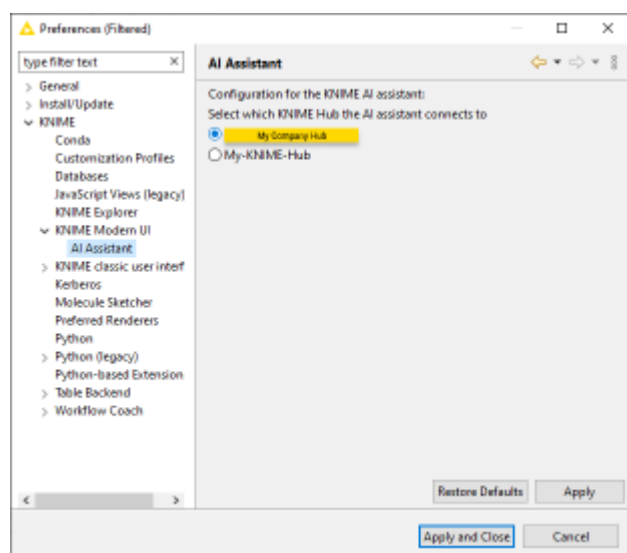 Preferences (Filtered)
type filter text
General
Install/Update
KNIME
Conda
Customization Profiles
Databases
JavaScript Views (legacy)
KNIME Explorer
KNIME Modern UI
AI Assistant
KNIME classic user interf
Kerberos
Molecule Sketcher
Preferred Renderers
Python
Python (legacy)
Python-based Extension
Table Backend
Workflow Coach
AI Assistant
Configuration for the KNIME AI assistant:
Select which KNIME Hub the AI assistant connects to
My Company Hub
My-KNIME-Hub
Restore Defaults
Apply
Apply and Close
Cancel